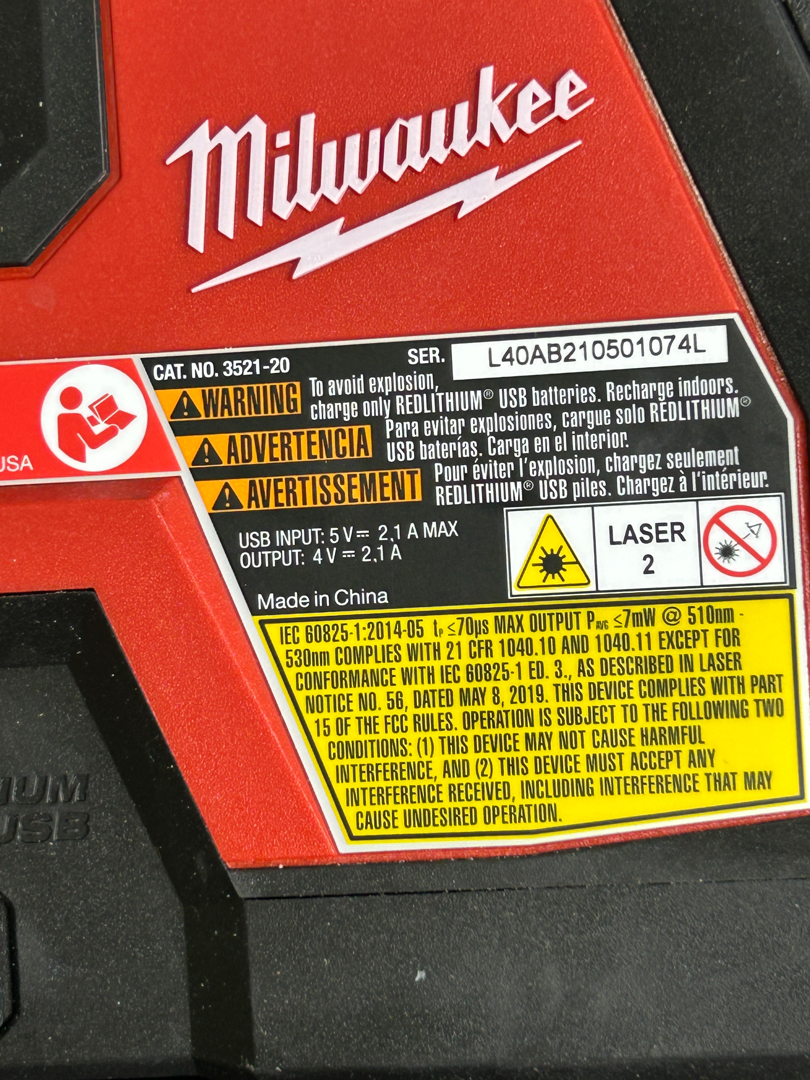 Milwaukee
CAT. NO. 3521-20
SER. L40AB210501074L
WARNING
To avoid explosion,
charge only REDLITHIUM® USB batteries. Recharge indoors.
ADVERTENCIA
Para evitar explosiones, cargue solo REDLITHIUM®
USB baterías. Carga en el interior.
AVERTISSEMENT
Pour éviter l'explosion, chargez seulement
REDLITHIUM® USB piles. Chargez à l'intérieur.
USA
USB INPUT: 5 V⎓ 2,1 A MAX
OUTPUT: 4 V⎓ 2,1 A
LASER
2
Made in China
IEC 60825-1:2014-05 tₚ ≤70μs MAX OUTPUT P_AVG ≤7mW @ 510nm -
530nm COMPLIES WITH 21 CFR 1040.10 AND 1040.11 EXCEPT FOR
CONFORMANCE WITH IEC 60825-1 ED. 3., AS DESCRIBED IN LASER
NOTICE NO. 56, DATED MAY 8, 2019. THIS DEVICE COMPLIES WITH PART
15 OF THE FCC RULES. OPERATION IS SUBJECT TO THE FOLLOWING TWO
CONDITIONS: (1) THIS DEVICE MAY NOT CAUSE HARMFUL
INTERFERENCE, AND (2) THIS DEVICE MUST ACCEPT ANY
INTERFERENCE RECEIVED, INCLUDING INTERFERENCE THAT MAY
CAUSE UNDESIRED OPERATION.
USB